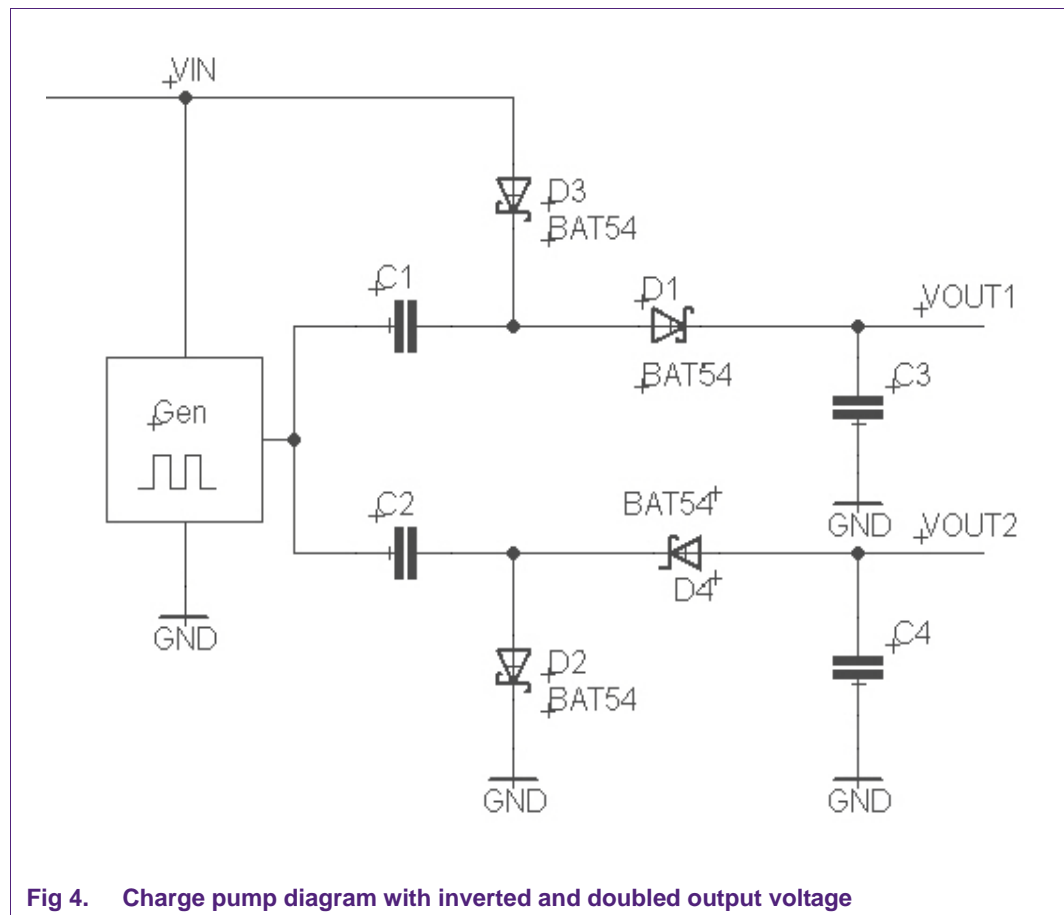 VIN
D3
BAT54
C1
D1
VOUT1
BAT54
C3
Gen
C2
BAT54
GND
VOUT2
D4
GND
D2
BAT54
C4
GND
GND
Fig 4. Charge pump diagram with inverted and doubled output voltage